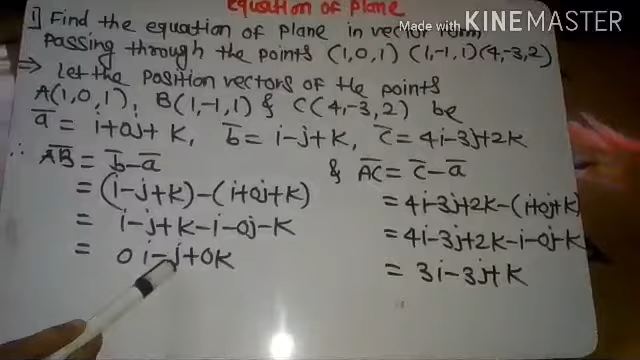 Equation of Plane
Made with KINEMASTER
1] Find the equation of plane in vector form
Passing through the points (1,0,1) (1,-1,1) (4,-3,2)
⇒ Let the position vectors of the points
A(1,0,1), B(1,-1,1) & C(4,-3,2) be
a̅ = i+0j+K, b̅ = i-j+K, c̅ = 4i-3j+2K
∴ A̅B̅ = b̅-a̅ & A̅C̅ = c̅-a̅
= (i-j+K)-(i+0j+K) = 4i-3j+2K-(i+0j+K)
= i-j+K-i-0j-K = 4i-3j+2K-i-0j-K
= 0i-j+0K = 3i-3j+K